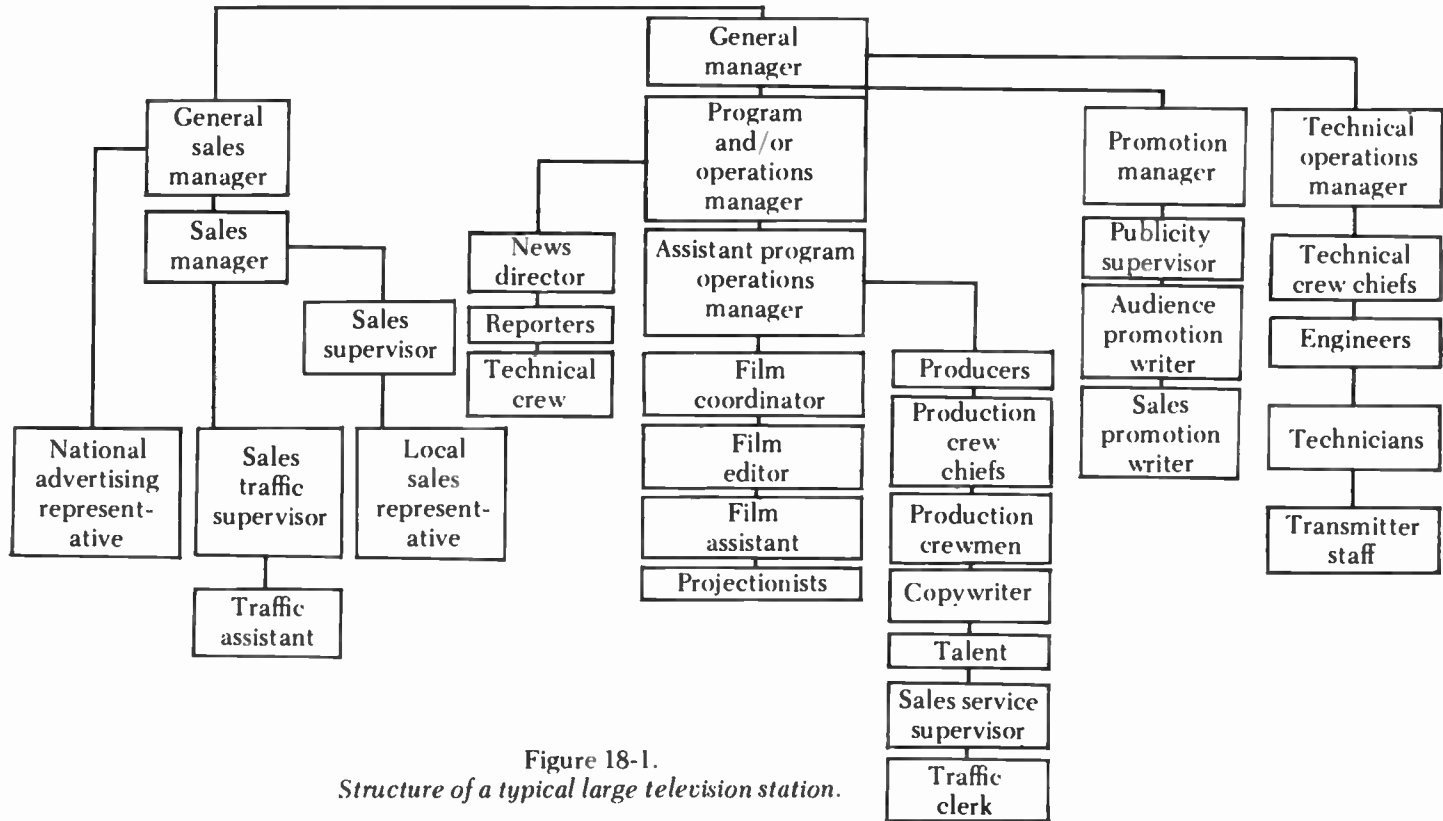 General
manager
General
sales
manager
Program
and/or
operations
manager
Promotion
manager
Technical
operations
manager
Sales
manager
News
director
Assistant program
operations
manager
Publicity
supervisor
Technical
crew chiefs
Sales
supervisor
Reporters
Audience
promotion
writer
Engineers
Technical
crew
Film
coordinator
Producers
National
advertising
represent-
ative
Sales
traffic
supervisor
Local
sales
represent-
ative
Film
editor
Production
crew
chiefs
Sales
promotion
writer
Technicians
Film
assistant
Production
crewmen
Transmitter
staff
Projectionists
Copywriter
Traffic
assistant
Talent
Sales service
supervisor
Traffic
clerk
Figure 18-1.
Structure of a typical large television station.